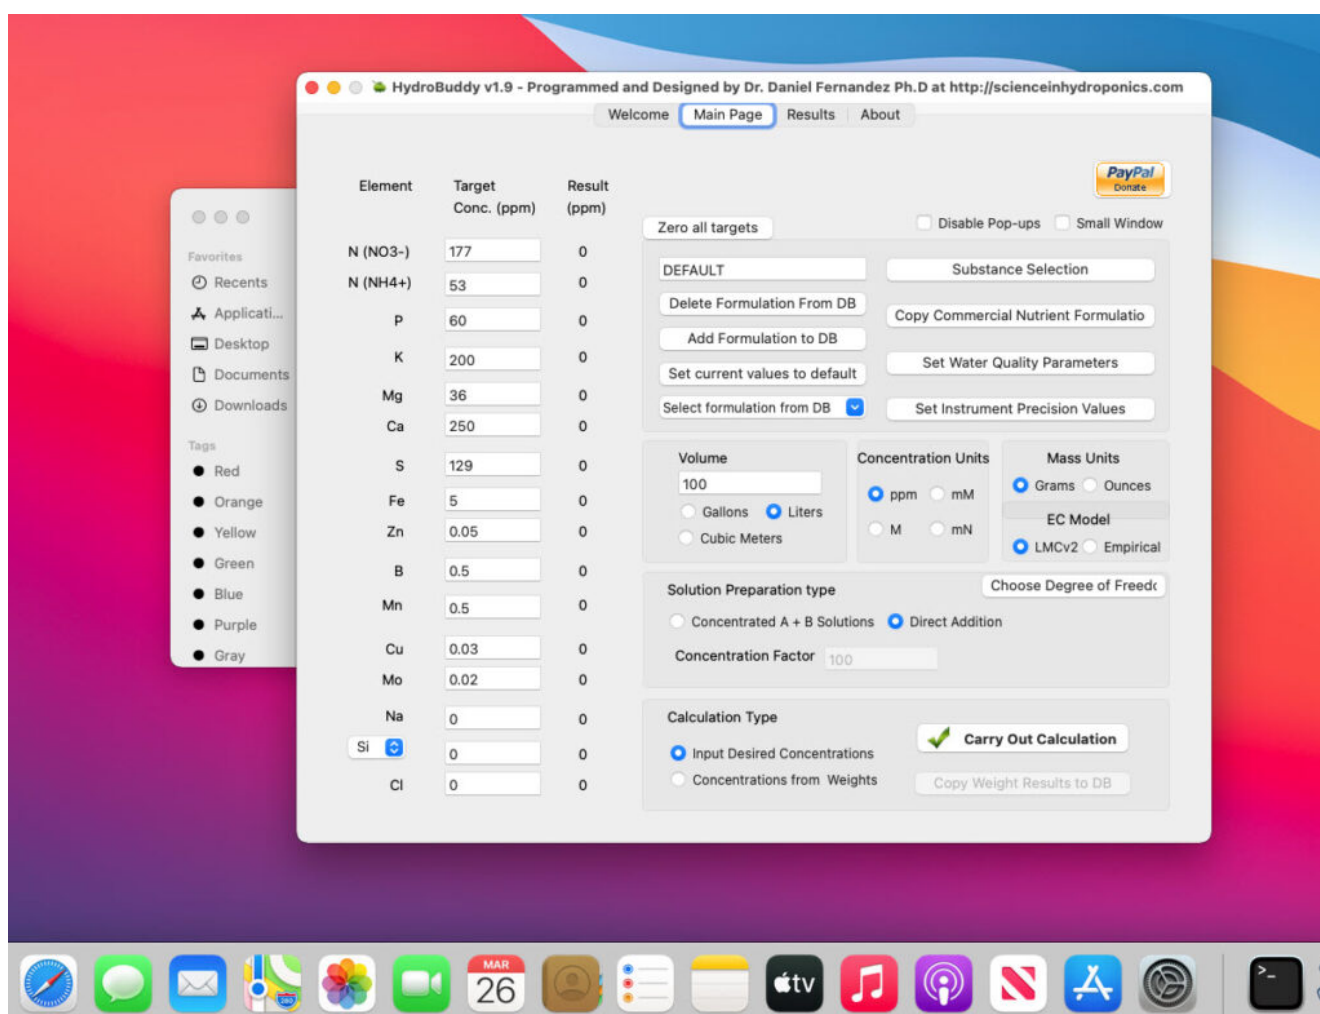 HydroBuddy v1.9 - Programmed and Designed by Dr. Daniel Fernandez Ph.D at http://scienceinhydroponics.com
Welcome Main Page Results About
PayPal
Donate
Element Target Conc. (ppm) Result (ppm)
Zero all targets Disable Pop-ups Small Window
N (NO3-) 177 0
N (NH4+) 53 0
P 60 0
K 200 0
Mg 36 0
Ca 250 0
S 129 0
Fe 5 0
Zn 0.05 0
B 0.5 0
Mn 0.5 0
Cu 0.03 0
Mo 0.02 0
Na 0 0
Si 0 0
Cl 0 0
DEFAULT Substance Selection
Delete Formulation From DB
Copy Commercial Nutrient Formulatio
Add Formulation to DB
Set Water Quality Parameters
Set current values to default
Select formulation from DB Set Instrument Precision Values
Volume
100
Gallons Liters
Cubic Meters
Concentration Units
ppm mM
M mN
Mass Units
Grams Ounces
EC Model
LMCv2 Empirical
Solution Preparation type Choose Degree of Freedo
Concentrated A + B Solutions Direct Addition
Concentration Factor 100
Calculation Type
Input Desired Concentrations
Concentrations from Weights
Carry Out Calculation
Copy Weight Results to DB
Favorites
Recents
Applicati...
Desktop
Documents
Downloads
Tags
Red
Orange
Yellow
Green
Blue
Purple
Gray
MAR
26
280
tv
>_